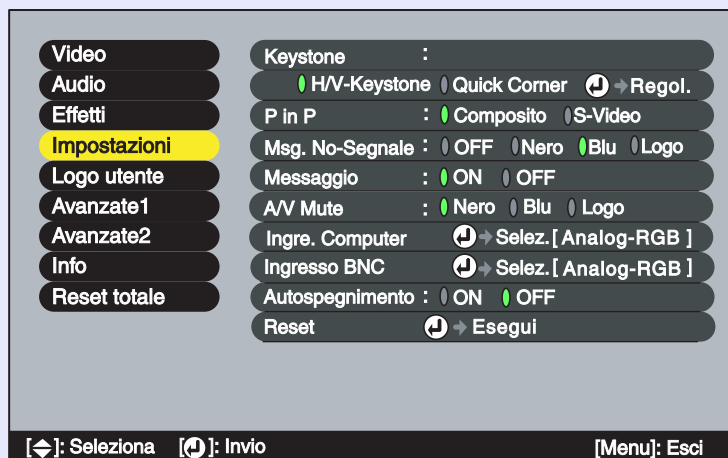 Video
Audio
Effetti
Impostazioni
Logo utente
Avanzate1
Avanzate2
Info
Reset totale
Keystone :
H/V-Keystone Quick Corner Regol.
P in P : Composito S-Video
Msg. No-Segnale : OFF Nero Blu Logo
Messaggio : ON OFF
A/V Mute : Nero Blu Logo
Ingre. Computer Selez.[ Analog-RGB ]
Ingresso BNC Selez.[ Analog-RGB ]
Autospegnimento : ON OFF
Reset Esegui
[ ]: Seleziona [ ]: Invio [Menu]: Esci